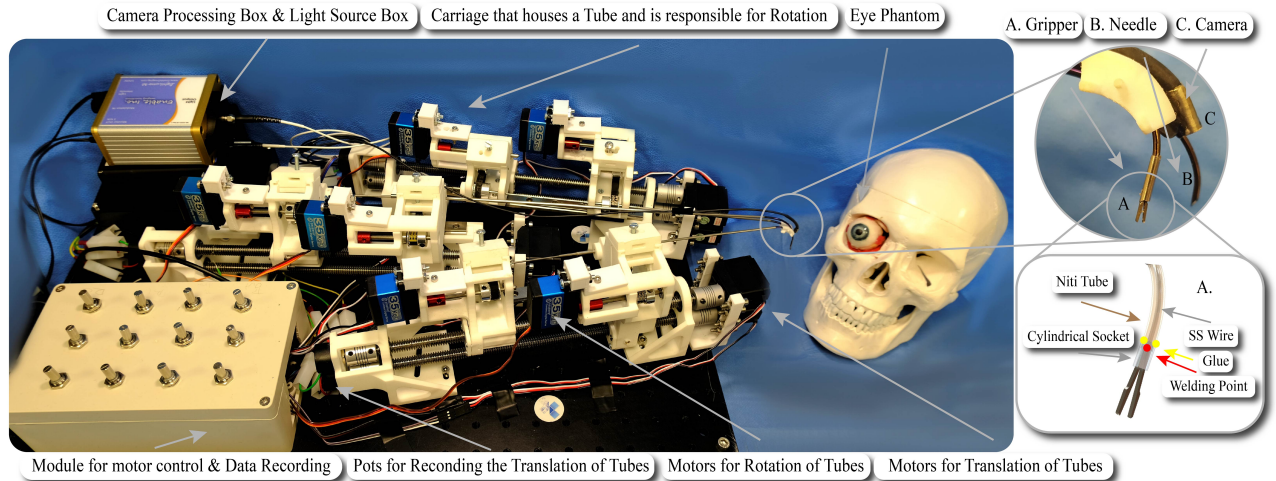 Camera Processing Box & Light Source Box
Carriage that houses a Tube and is responsible for Rotation
Eye Phantom
A. Gripper
B. Needle
C. Camera
C
B
A
A.
Niti Tube
Cylindrical Socket
SS Wire
Glue
Welding Point
Module for motor control & Data Recording
Pots for Reconding the Translation of Tubes
Motors for Rotation of Tubes
Motors for Translation of Tubes